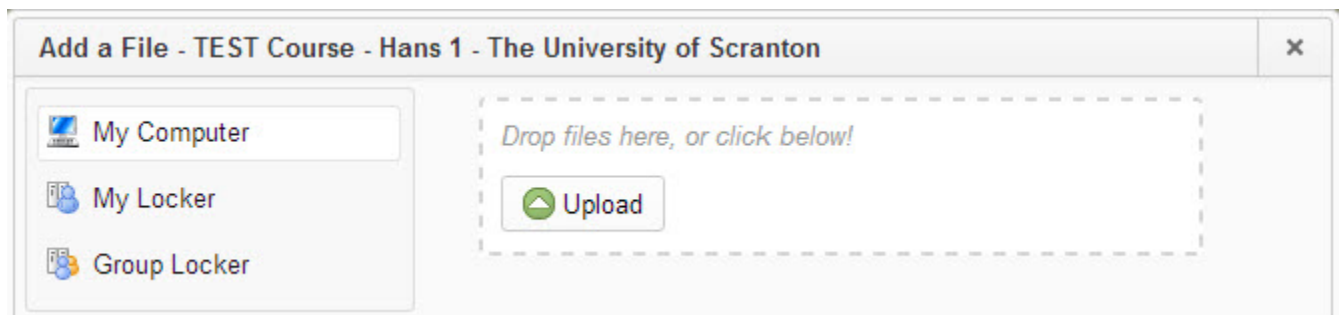 Add a File - TEST Course - Hans 1 - The University of Scranton
My Computer
My Locker
Group Locker
Drop files here, or click below!
Upload